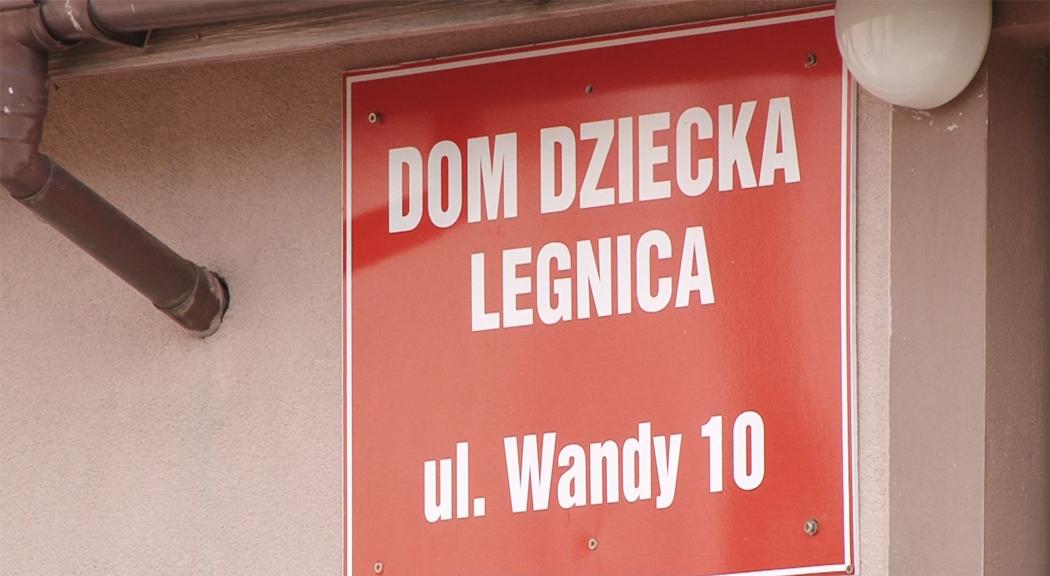 DOM DZIECKA
LEGNICA
ul. Wandy 10